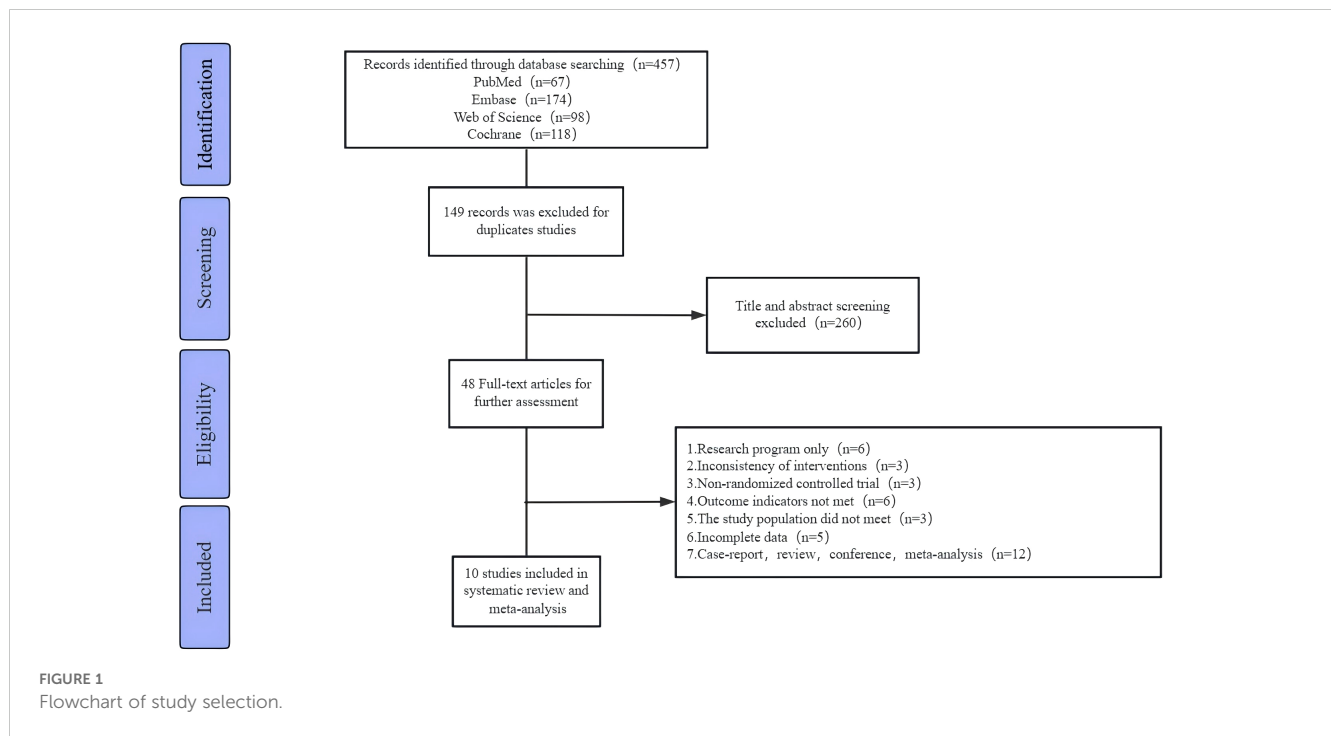 Identification
Records identified through database searching (n=457)
PubMed (n=67)
Embase (n=174)
Web of Science (n=98)
Cochrane (n=118)
Screening
149 records was excluded for
duplicates studies
Title and abstract screening
excluded (n=260)
Eligibility
48 Full-text articles for
further assessment
1.Research program only (n=6)
2.Inconsistency of interventions (n=3)
3.Non-randomized controlled trial (n=3)
4.Outcome indicators not met (n=6)
5.The study population did not meet (n=3)
6.Incomplete data (n=5)
7.Case-report, review, conference, meta-analysis (n=12)
Included
10 studies included in
systematic review and
meta-analysis
FIGURE 1
Flowchart of study selection.